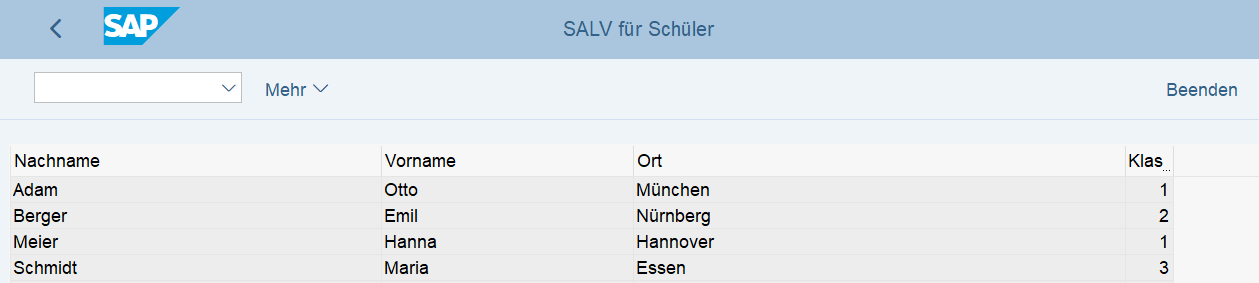 SAP SALV für Schüler
Mehr Beenden
Nachname Vorname Ort Klas...
Adam Otto München 1
Berger Emil Nürnberg 2
Meier Hanna Hannover 1
Schmidt Maria Essen 3